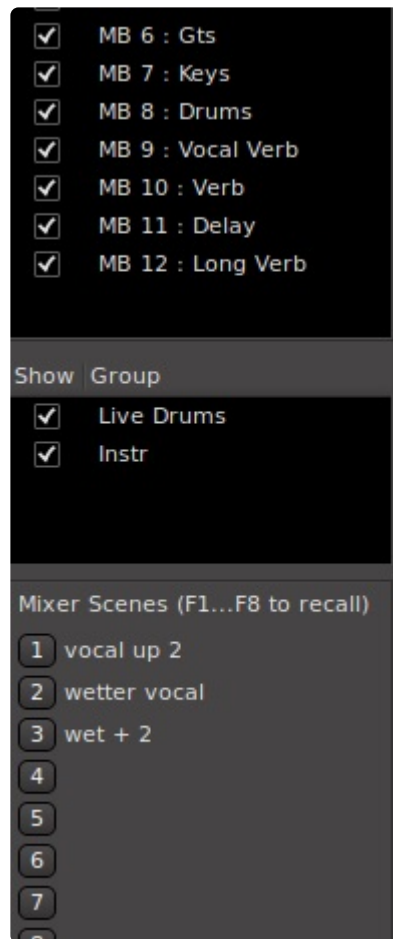 MB 6 : Gts
MB 7 : Keys
MB 8 : Drums
MB 9 : Vocal Verb
MB 10 : Verb
MB 11 : Delay
MB 12 : Long Verb
Show Group
Live Drums
Instr
Mixer Scenes (F1...F8 to recall)
1 vocal up 2
2 wetter vocal
3 wet + 2
4
5
6
7